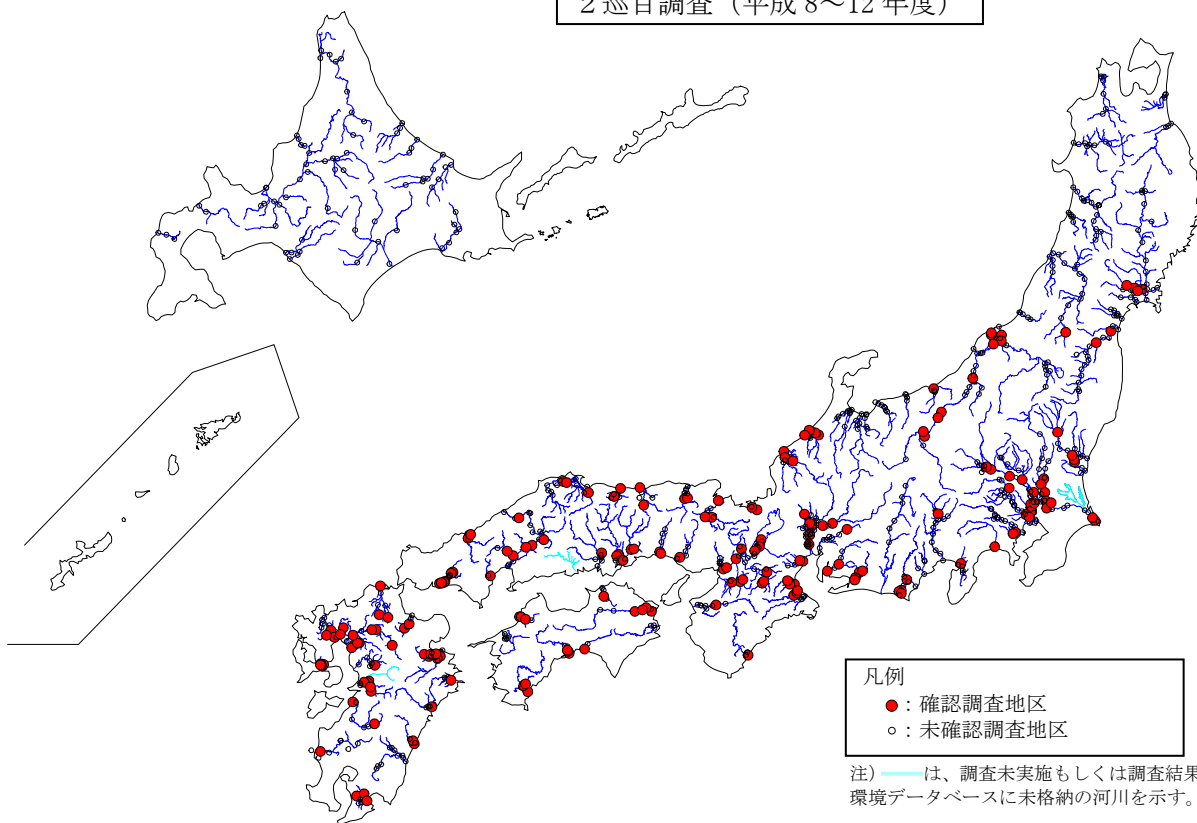 2巡目調査（平成 8～12 年度）
凡例
●：確認調査地区
○：未確認調査地区
注）━━は、調査未実施もしくは調査結果
環境データベースに未格納の河川を示す。